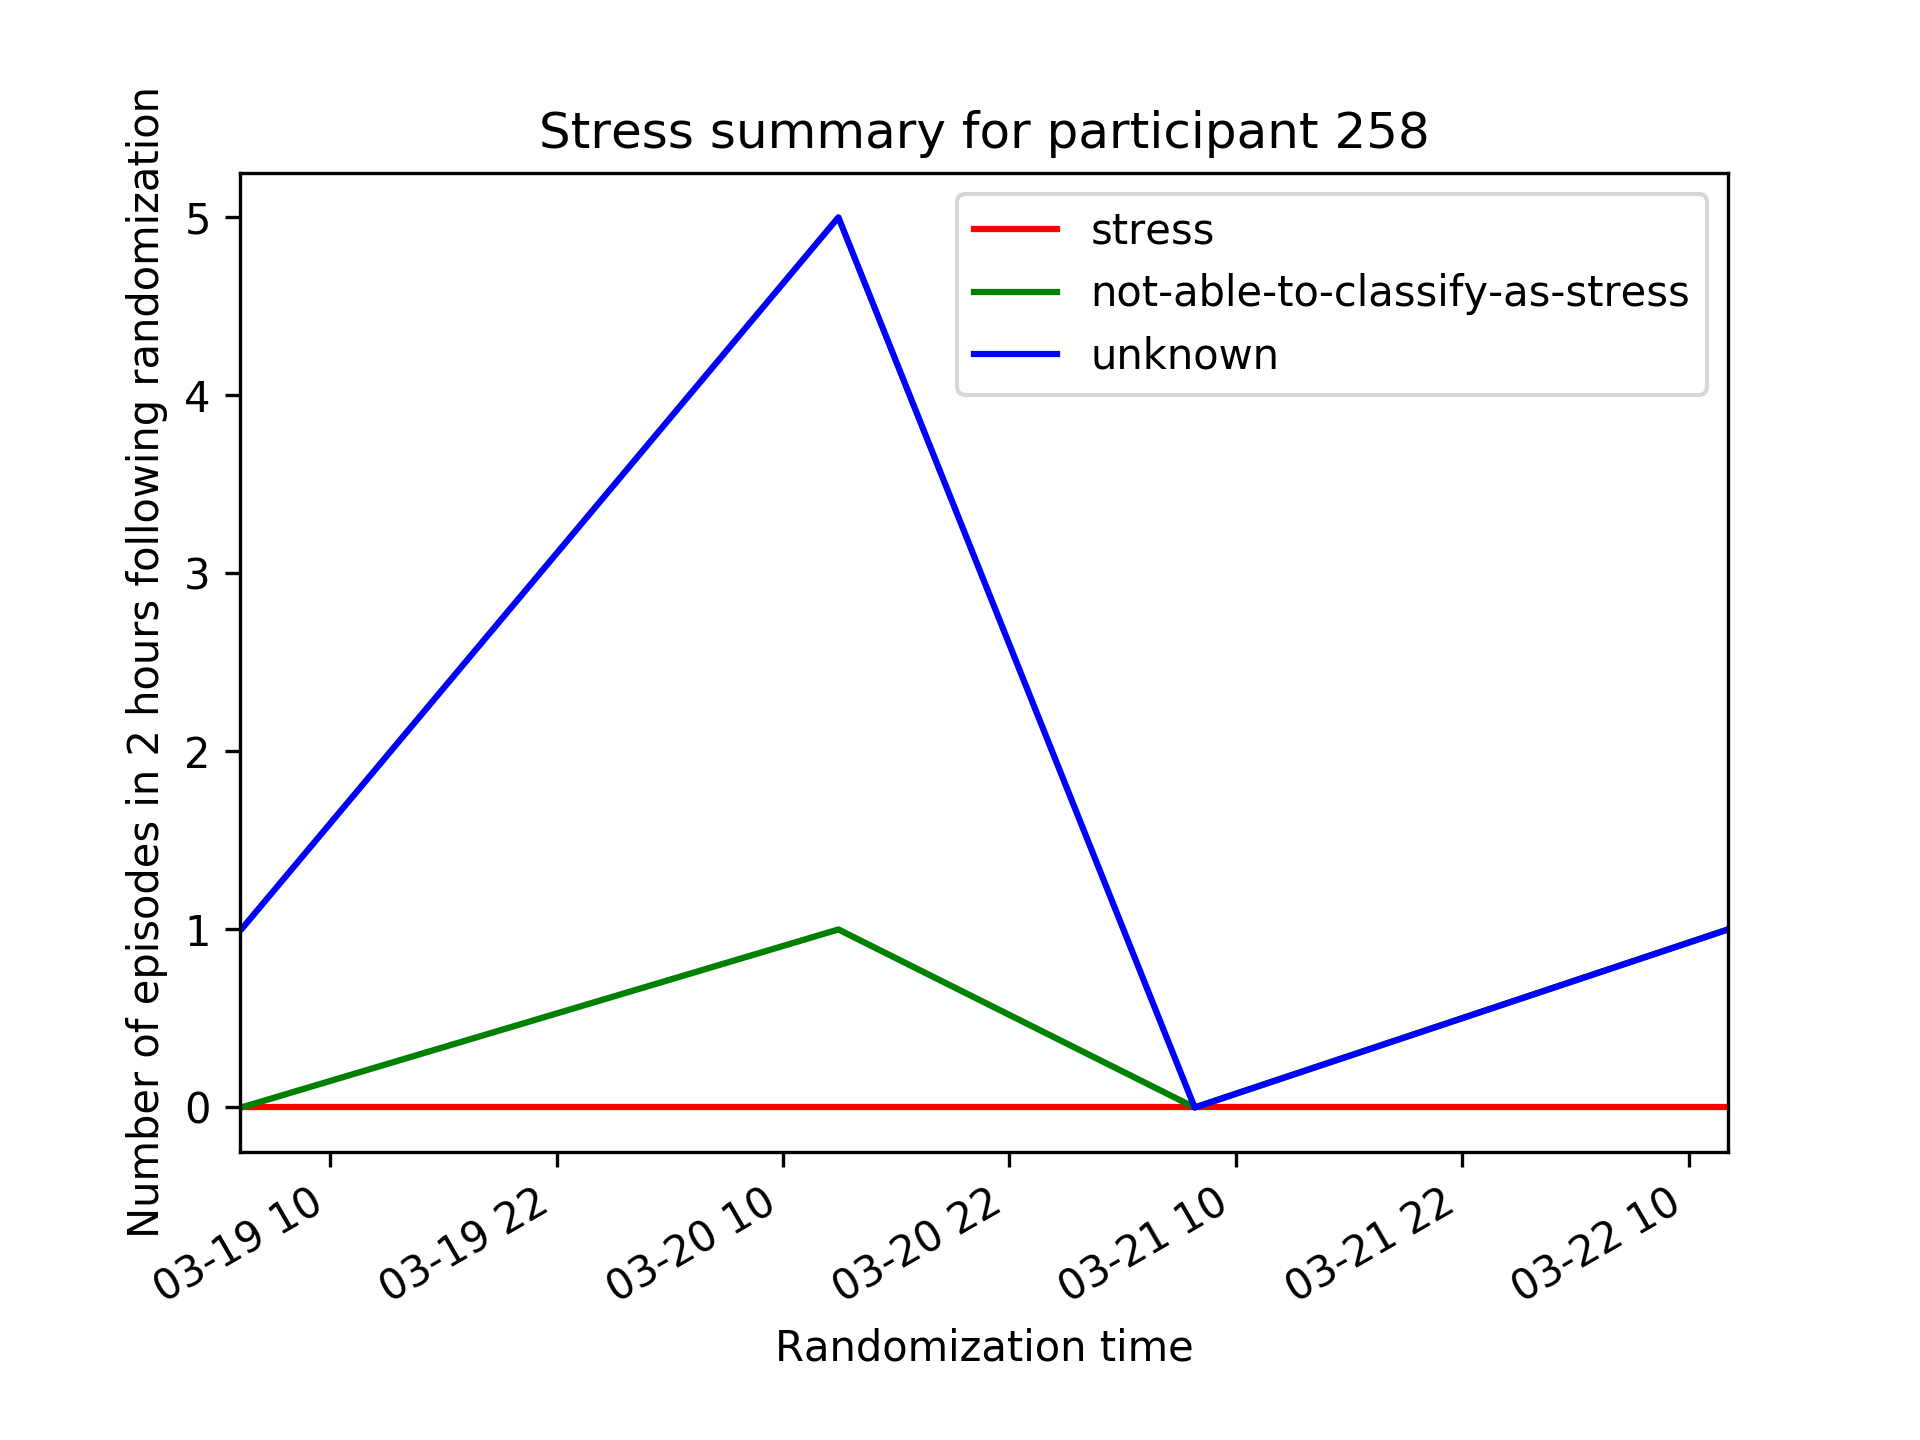 Stress summary for participant 258
Number of episodes in 2 hours following randomization
5
4
3
2
1
0
stress
not-able-to-classify-as-stress
unknown
03-19 10
03-19 22
03-20 10
03-20 22
03-21 10
03-21 22
03-22 10
Randomization time